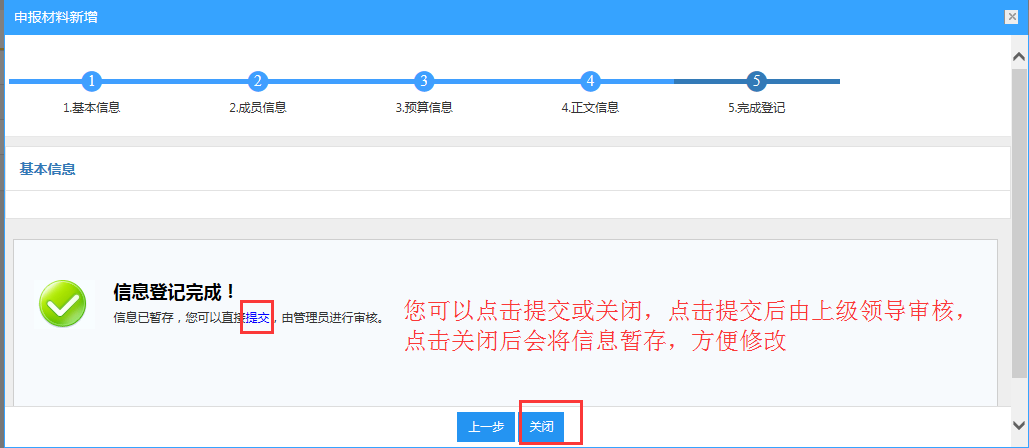 申报材料新增
1 2 3 4 5
1.基本信息 2.成员信息 3.预算信息 4.正文信息 5.完成登记
基本信息
信息登记完成！
信息已暂存，您可以直接提交，由管理员进行审核。
您可以点击提交或关闭，点击提交后由上级领导审核，
点击关闭后会将信息暂存，方便修改
上一步 关闭